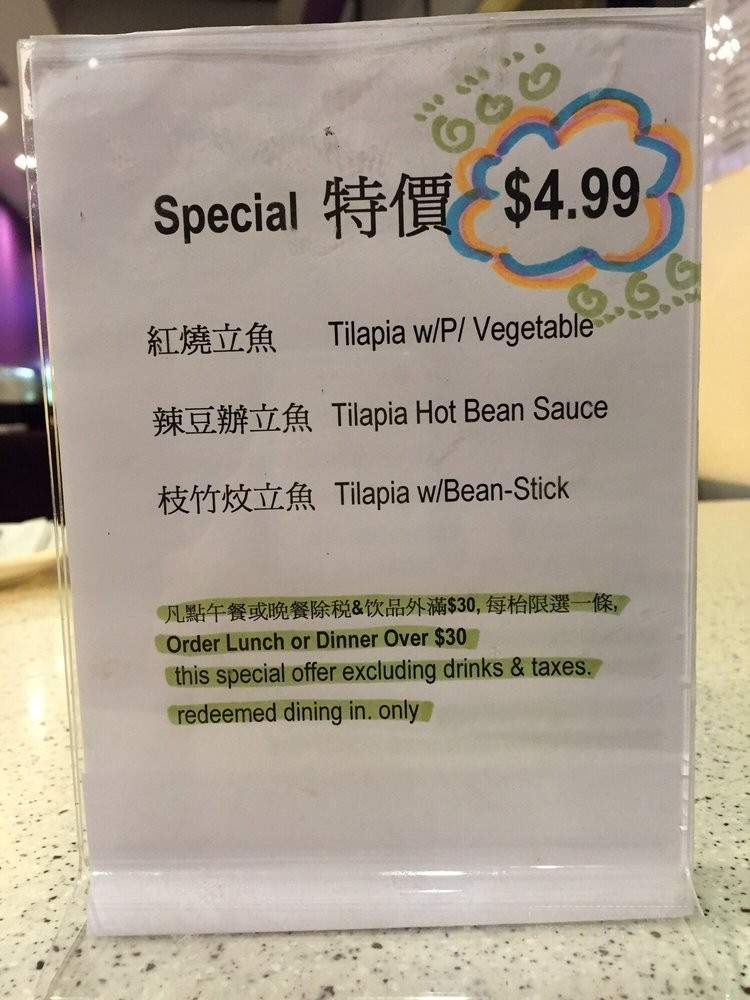 Special 特價 $4.99
紅燒立魚 Tilapia w/P/ Vegetable
辣豆辦立魚 Tilapia Hot Bean Sauce
枝竹炆立魚 Tilapia w/Bean-Stick
凡點午餐或晚餐除税&饮品外滿$30, 每枱限選一條,
Order Lunch or Dinner Over $30
this special offer excluding drinks & taxes.
redeemed dining in. only